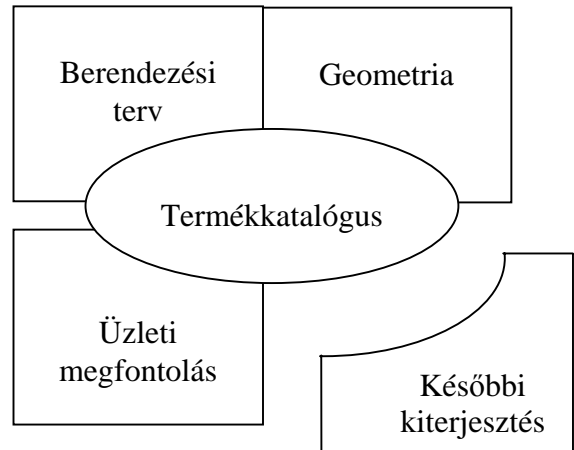 Berendezési
terv
Geometria
Termékkatalógus
Üzleti
megfontolás
Későbbi
kiterjesztés